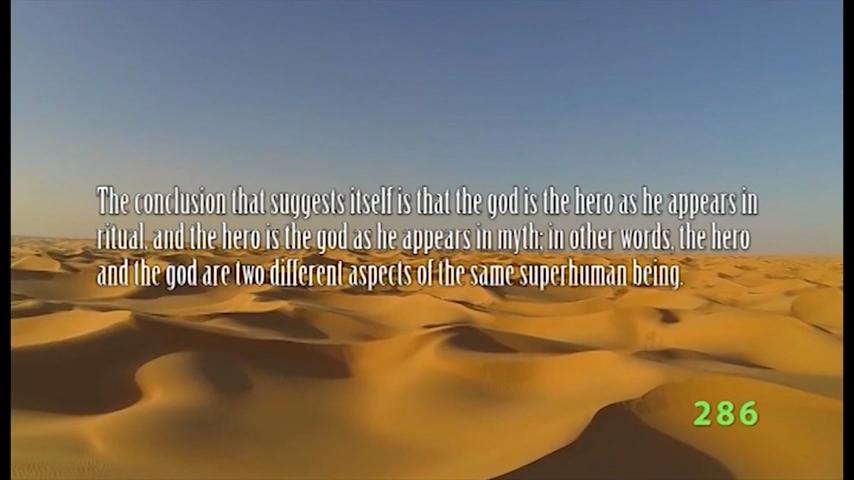 The conclusion that suggests itself is that the god is the hero as he appears in
ritual, and the hero is the god as he appears in myth; in other words, the hero
and the god are two different aspects of the same superhuman being.
286